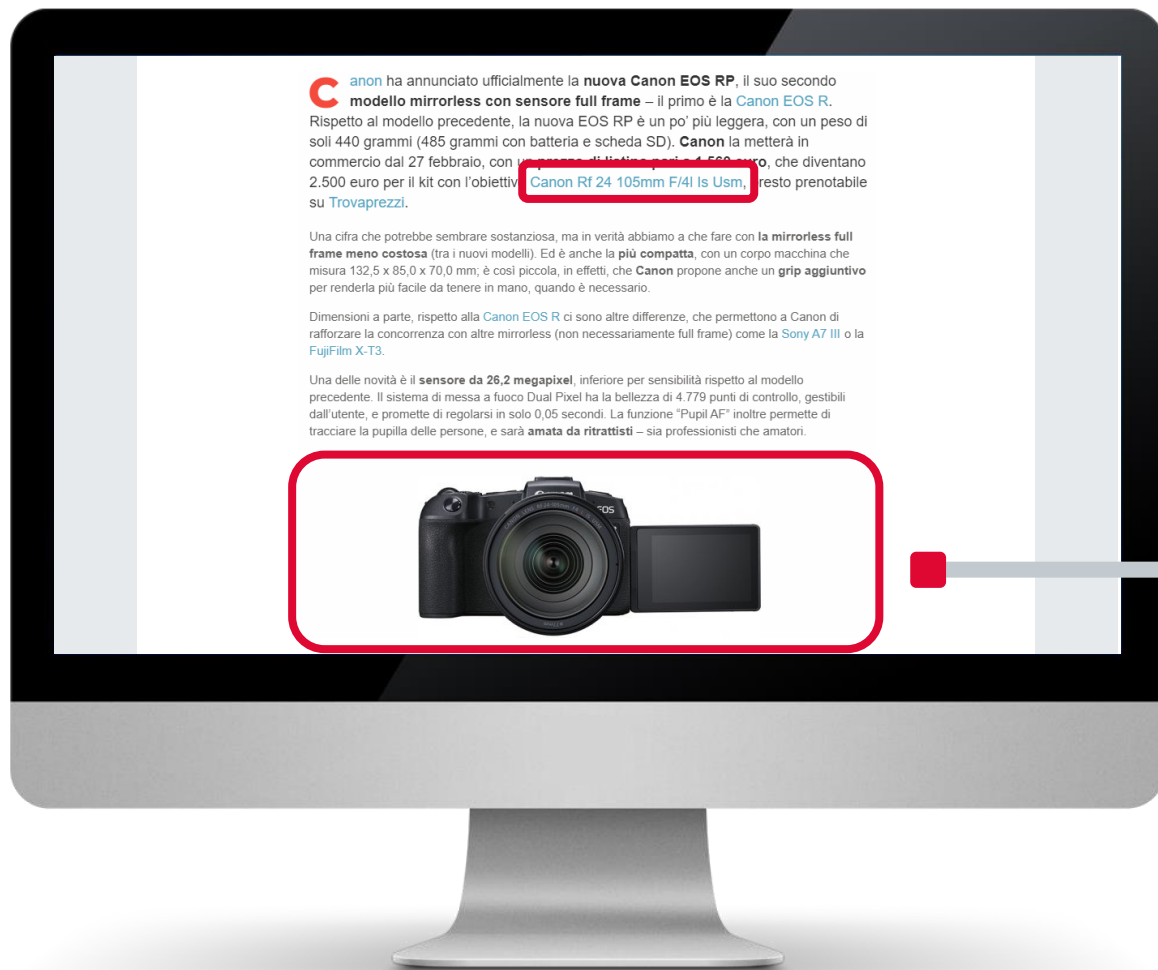 Canon ha annunciato ufficialmente la nuova Canon EOS RP, il suo secondo
modello mirrorless con sensore full frame – il primo è la Canon EOS R.
Rispetto al modello precedente, la nuova EOS RP è un po' più leggera, con un peso di
soli 440 grammi (485 grammi con batteria e scheda SD). Canon la metterà in
commercio dal 27 febbraio, con un prezzo di listino pari a 1.560 euro, che diventano
2.500 euro per il kit con l'obiettiv Canon Rf 24 105mm F/4l Is Usm, resto prenotabile
su Trovaprezzi.
Una cifra che potrebbe sembrare sostanziosa, ma in verità abbiamo a che fare con la mirrorless full
frame meno costosa (tra i nuovi modelli). Ed è anche la più compatta, con un corpo macchina che
misura 132,5 x 85,0 x 70,0 mm; è così piccola, in effetti, che Canon propone anche un grip aggiuntivo
per renderla più facile da tenere in mano, quando è necessario.
Dimensioni a parte, rispetto alla Canon EOS R ci sono altre differenze, che permettono a Canon di
rafforzare la concorrenza con altre mirrorless (non necessariamente full frame) come la Sony A7 III o la
FujiFilm X-T3.
Una delle novità è il sensore da 26,2 megapixel, inferiore per sensibilità rispetto al modello
precedente. Il sistema di messa a fuoco Dual Pixel ha la bellezza di 4.779 punti di controllo, gestibili
dall'utente, e promette di regolarsi in solo 0,05 secondi. La funzione “Pupil AF” inoltre permette di
tracciare la pupilla delle persone, e sarà amata da ritrattisti – sia professionisti che amatori.
EOS